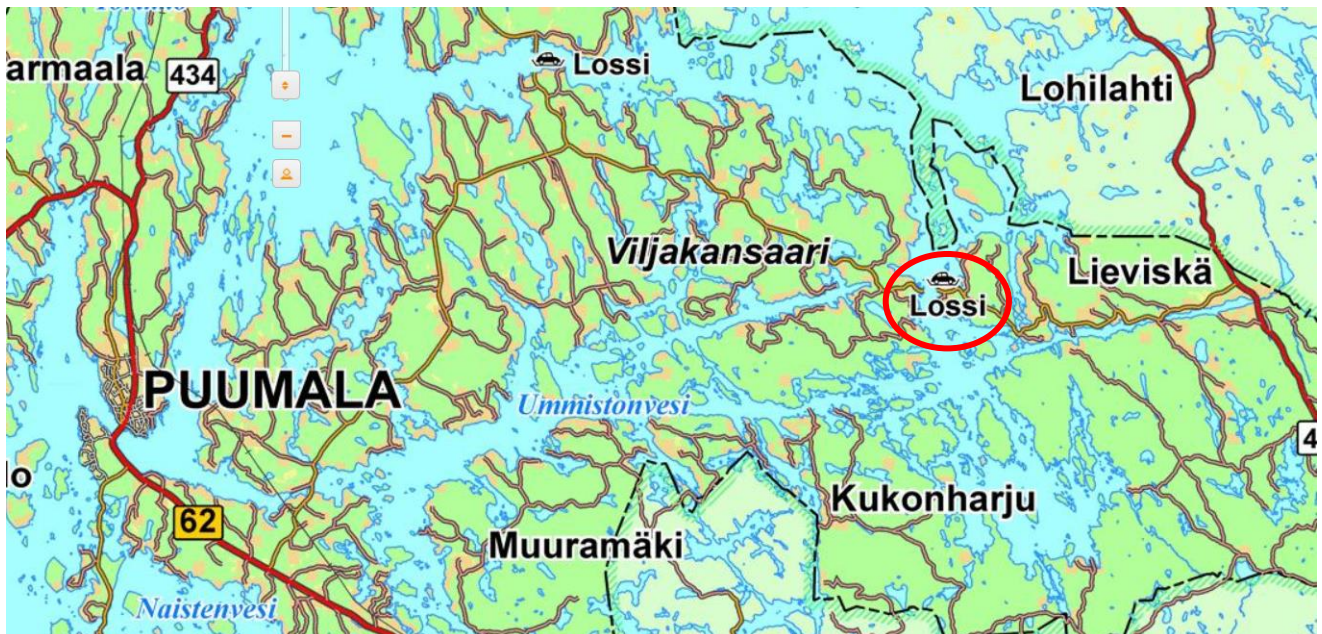 armaala
434
Lossi
Lohilahti
Viljakansaari
Lieviskä
Lossi
PUUMALA
Ummistonvesi
4
lo
62
Kukonharju
Muuramäki
Naistenvesi